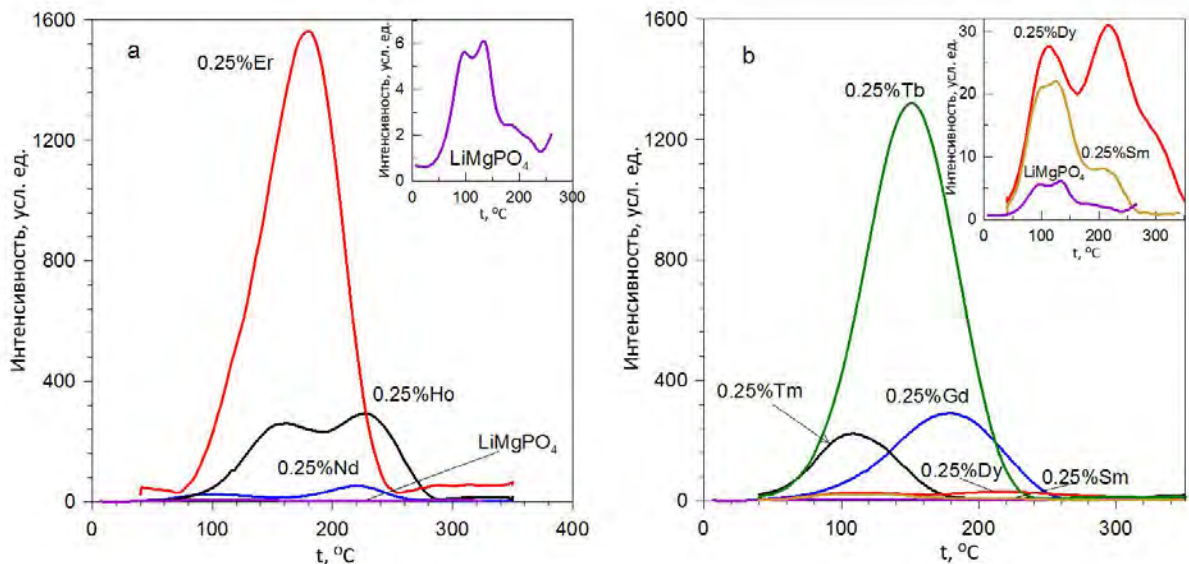 a
1600
1200
800
400
0
Интенсивность, усл. ед.
0
100
200
300
400
t, °C
0.25%Er
0.25%Ho
0.25%Nd
LiMgPO4
Интенсивность, усл. ед.
6
4
2
0
LiMgPO4
0
100
200
300
t, °C
b
1600
1200
800
400
0
Интенсивность, усл. ед.
0
100
200
300
t, °C
0.25%Tb
0.25%Tm
0.25%Gd
0.25%Dy
0.25%Sm
Интенсивность, усл. ед.
30
20
10
0
0.25%Dy
0.25%Sm
LiMgPO4
0
100
200
300
t, °C